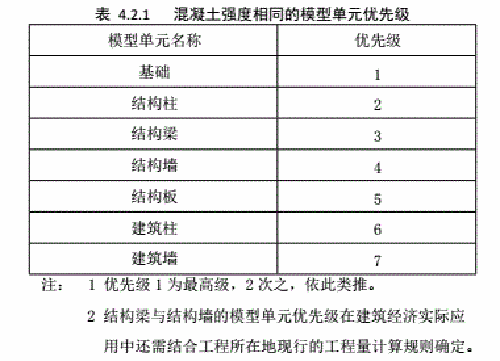 表 4.2.1 混凝土强度相同的模型单元优先级
模型单元名称 优先级
基础 1
结构柱 2
结构梁 3
结构墙 4
结构板 5
建筑柱 6
建筑墙 7
注： 1 优先级 1 为最高级，2 次之，依此类推。
2 结构梁与结构墙的模型单元优先级在建筑经济实际应
用中还需结合工程所在地现行的工程量计算规则确定。